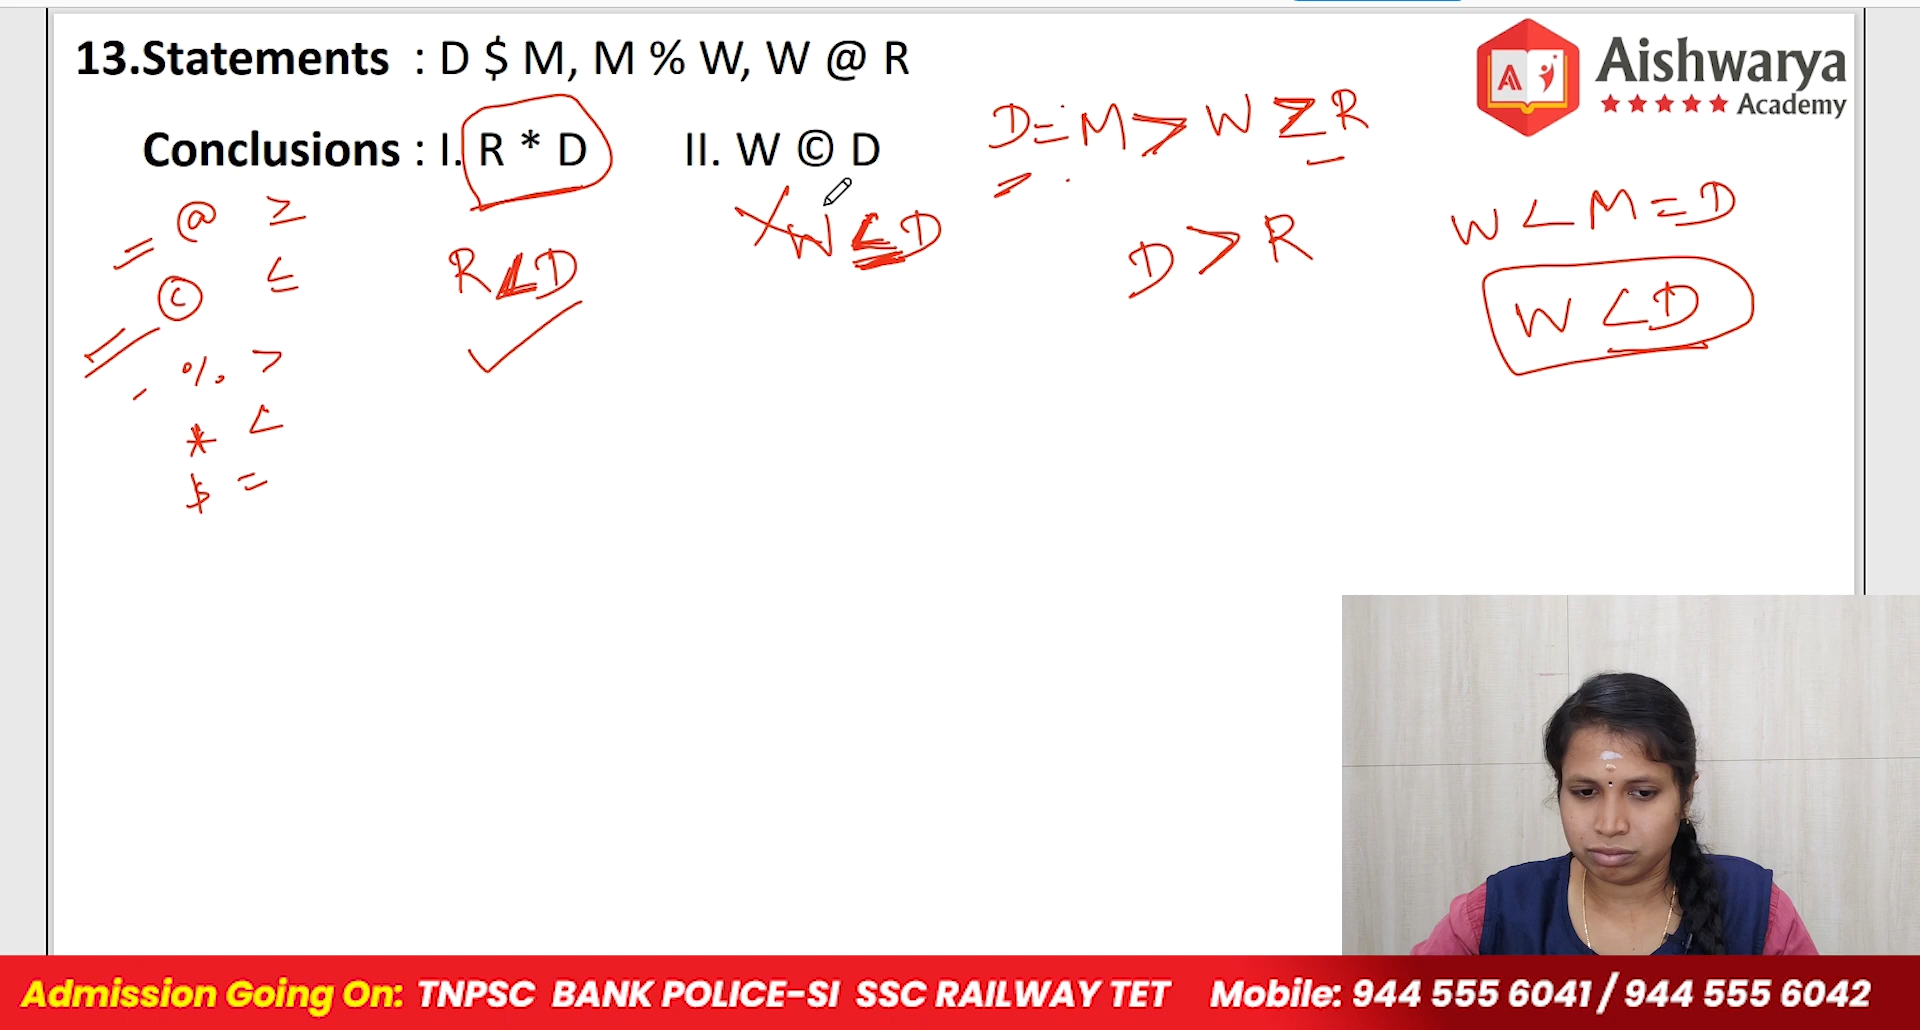 13.Statements : D $ M, M % W, W @ R
Conclusions : I. R * D II. W © D
Aishwarya
★★★★★ Academy
D = M > W ≥ R
@ ≥
© ≤
% >
* <
$ =
R < D
W ≤ D
D > R
W < M = D
W < D
Admission Going On: TNPSC BANK POLICE-SI SSC RAILWAY TET Mobile: 944 555 6041 / 944 555 6042